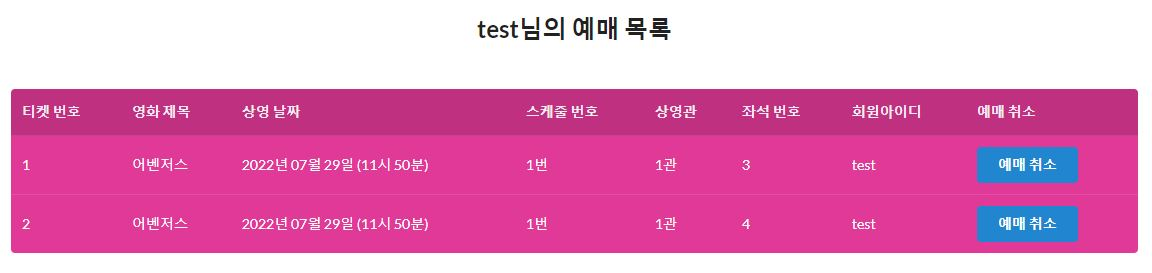 test님의 예매 목록
티켓 번호 영화 제목 상영 날짜 스케줄 번호 상영관 좌석 번호 회원아이디 예매 취소
1 어벤저스 2022년 07월 29일 (11시 50분) 1번 1관 3 test 예매 취소
2 어벤저스 2022년 07월 29일 (11시 50분) 1번 1관 4 test 예매 취소